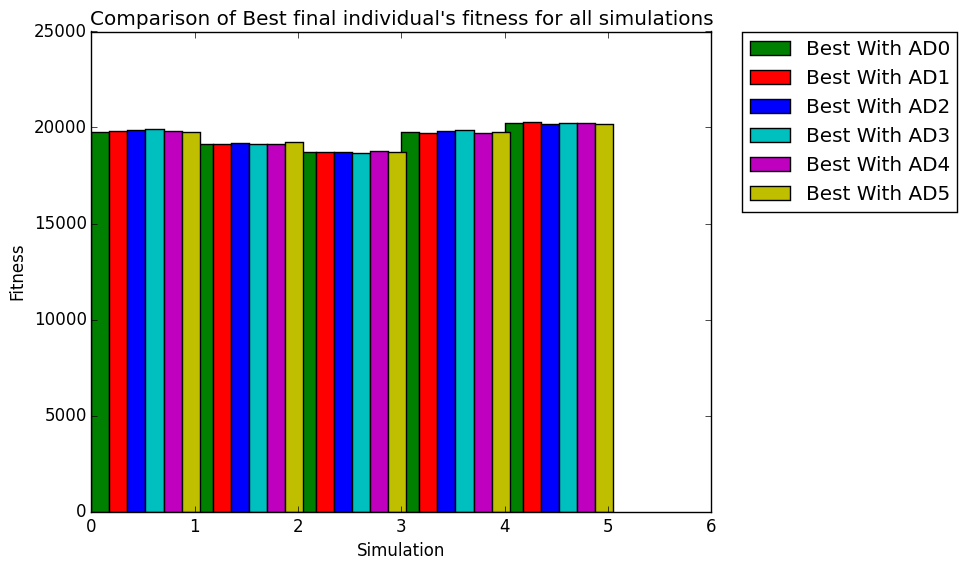 Comparison of Best final individual's fitness for all simulations
25000
20000
15000
10000
5000
0
Fitness
0 1 2 3 4 5 6
Simulation
Best With AD0
Best With AD1
Best With AD2
Best With AD3
Best With AD4
Best With AD5